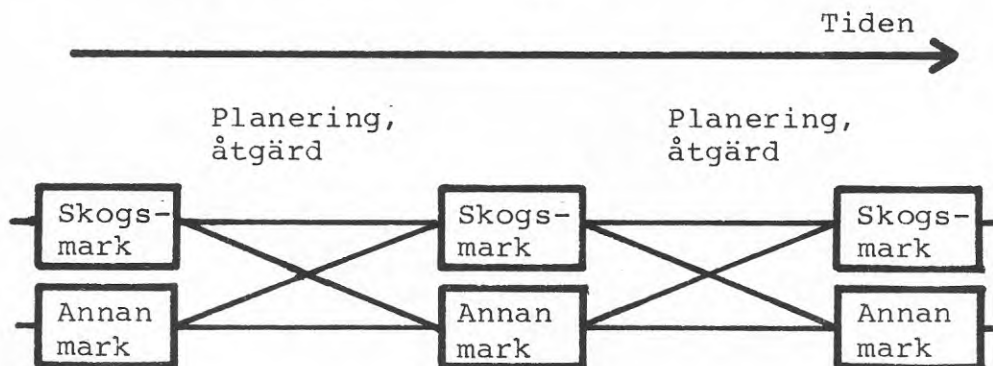 Tiden
Planering,
åtgärd
Planering,
åtgärd
Skogs-
mark
Skogs-
mark
Skogs-
mark
Annan
mark
Annan
mark
Annan
mark